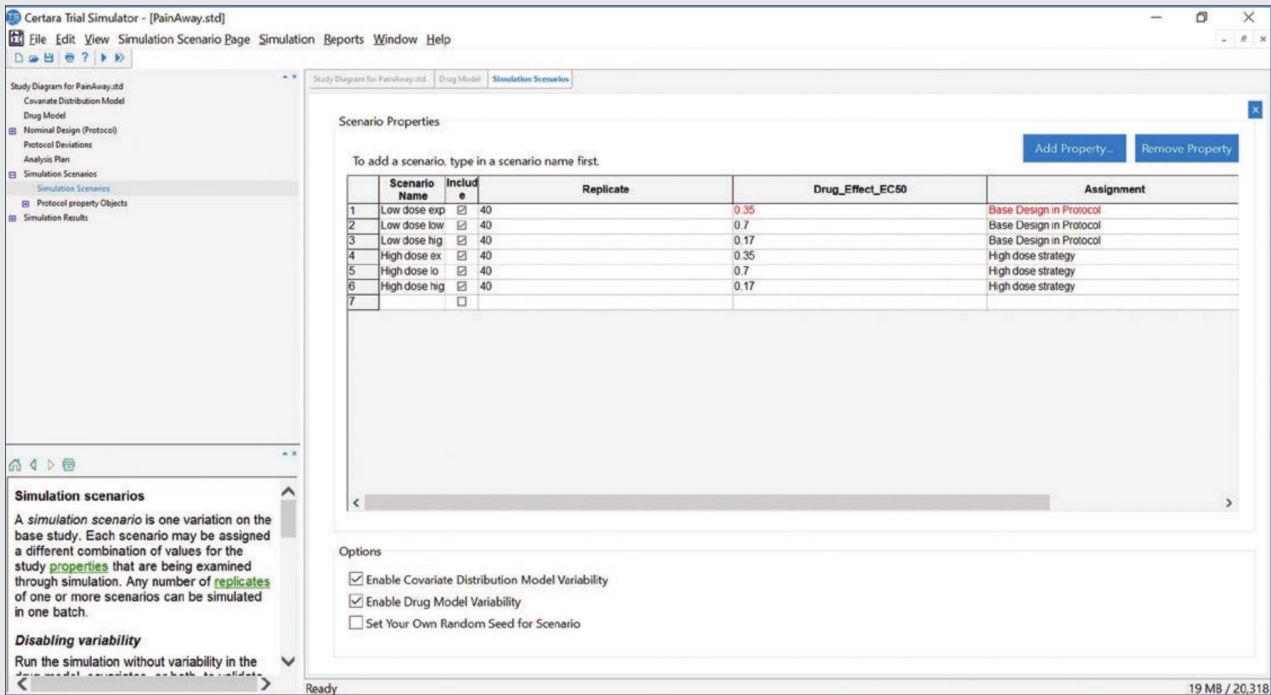 Certara Trial Simulator - [PainAway.std]
File Edit View Simulation Scenario Page Simulation Reports Window Help
Study Diagram for PainAway.std
Covariate Distribution Model
Drug Model
Nominal Design (Protocol)
Protocol Deviations
Analysis Plan
Simulation Scenarios
Simulation Scenarios
Protocol property Objects
Simulation Results
Simulation scenarios
A simulation scenario is one variation on the
base study. Each scenario may be assigned
a different combination of values for the
study properties that are being examined
through simulation. Any number of replicates
of one or more scenarios can be simulated
in one batch.
Disabling variability
Run the simulation without variability in the
Study Diagram for PainAway.std Drug Model Simulation Scenarios
Scenario Properties
Add Property... Remove Property
To add a scenario, type in a scenario name first.
Scenario Name Include Replicate Drug_Effect_EC50 Assignment
1 Low dose exp 40 0.35 Base Design in Protocol
2 Low dose low 40 0.7 Base Design in Protocol
3 Low dose hig 40 0.17 Base Design in Protocol
4 High dose ex 40 0.35 High dose strategy
5 High dose lo 40 0.7 High dose strategy
6 High dose hig 40 0.17 High dose strategy
7
Options
Enable Covariate Distribution Model Variability
Enable Drug Model Variability
Set Your Own Random Seed for Scenario
Ready 19 MB / 20,318